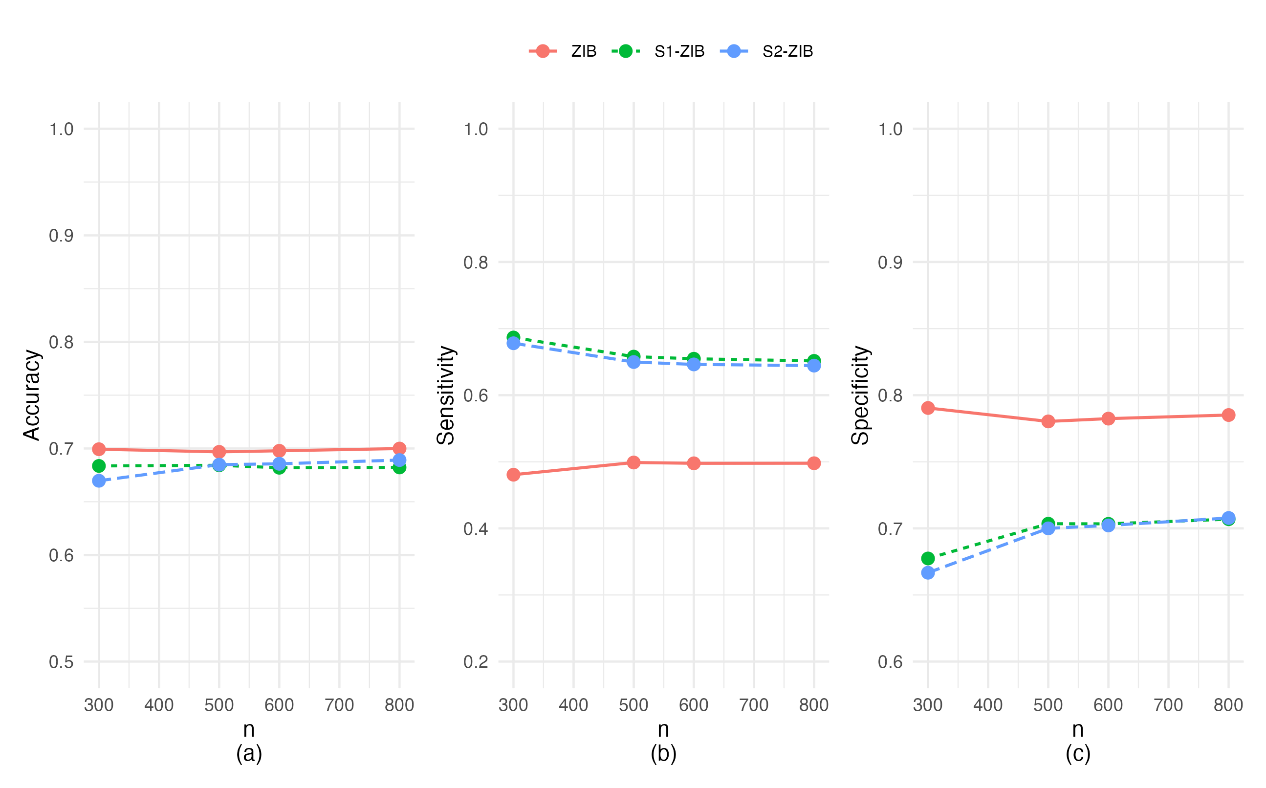 ZIB S1-ZIB S2-ZIB
Accuracy
1.0
0.9
0.8
0.7
0.6
0.5
300 400 500 600 700 800
n
(a)
Sensitivity
1.0
0.8
0.6
0.4
0.2
300 400 500 600 700 800
n
(b)
Specificity
1.0
0.9
0.8
0.7
0.6
300 400 500 600 700 800
n
(c)